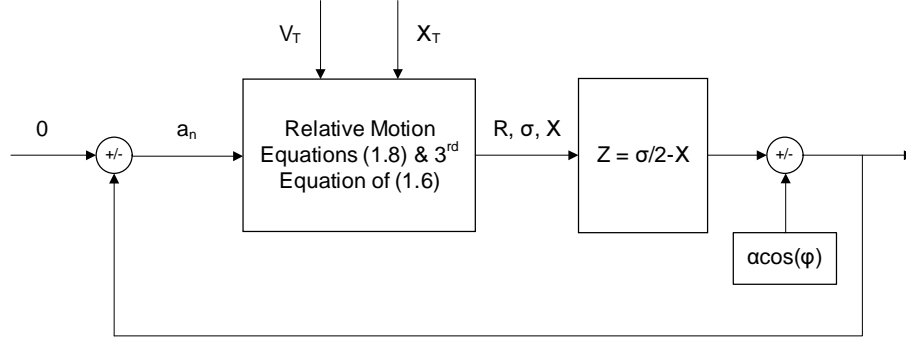 V_T
X_T
0
+/-
a_n
Relative Motion
Equations (1.8) & 3rd
Equation of (1.6)
R, σ, X
Z = σ/2-X
+/-
αcos(φ)